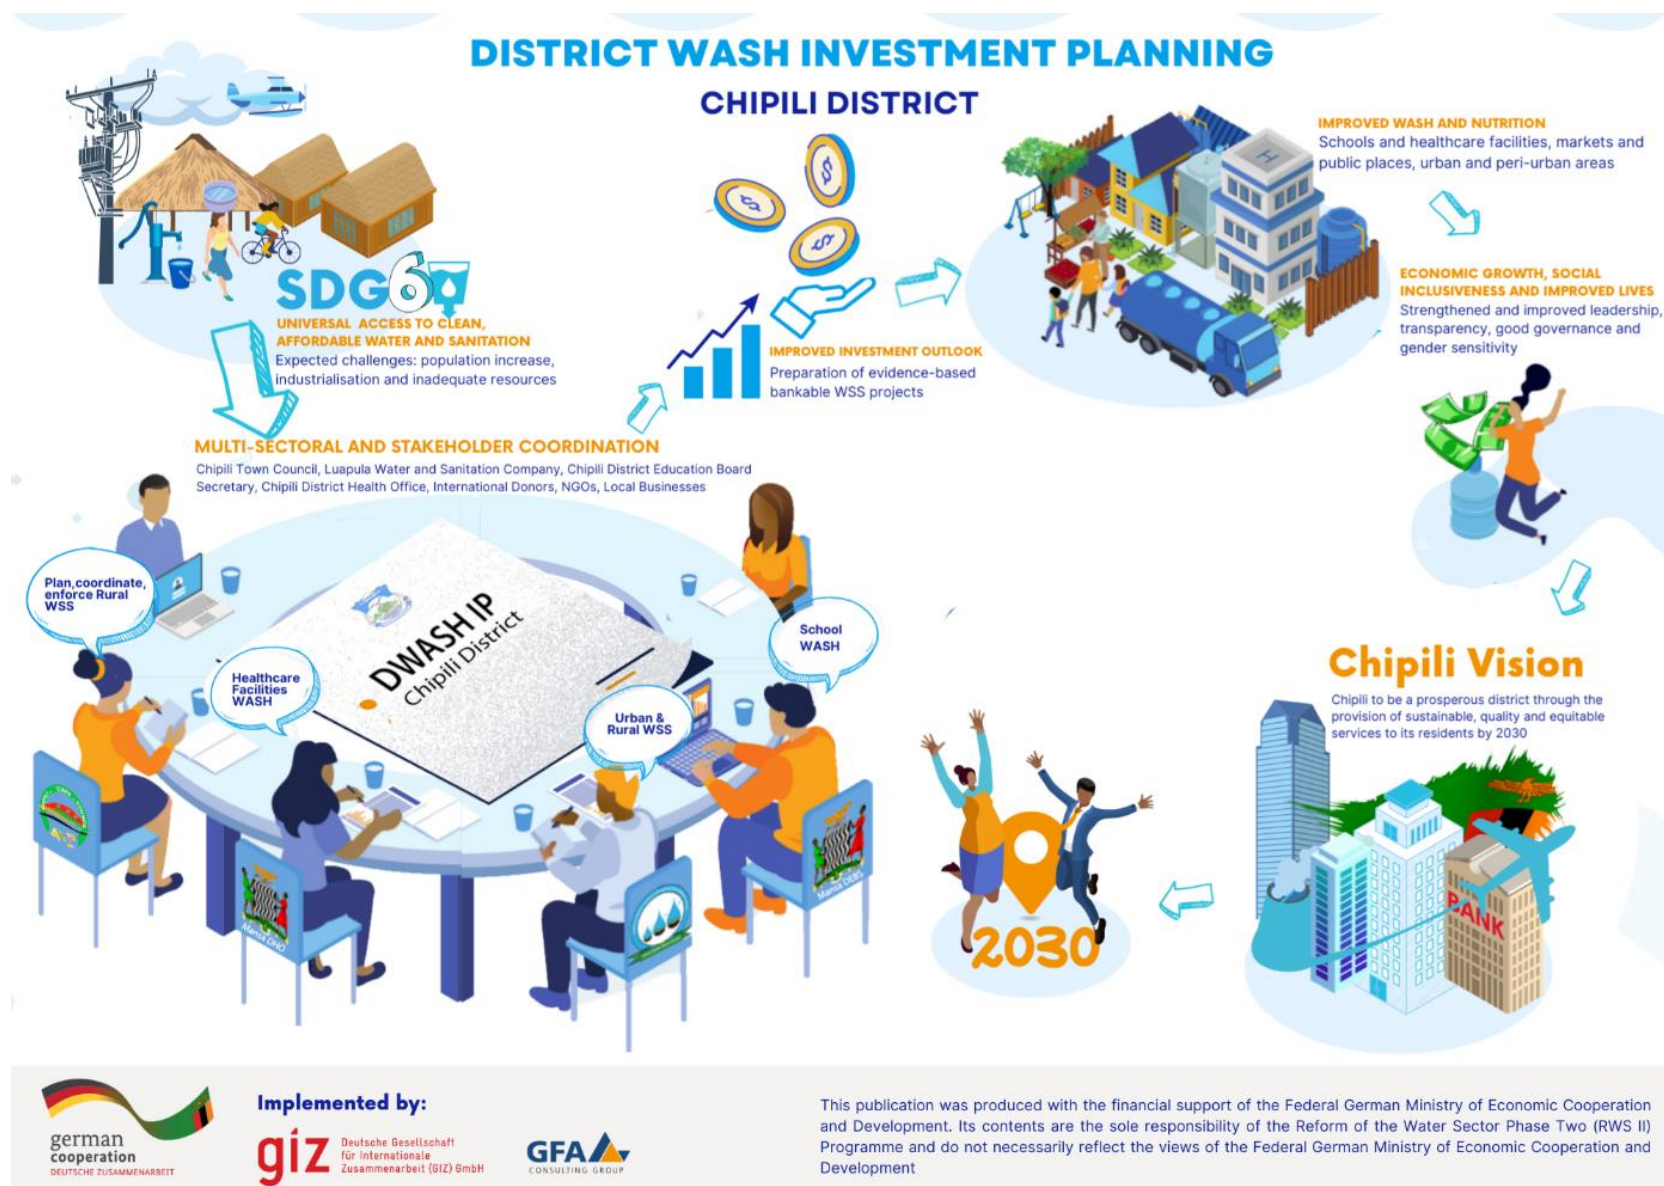 DISTRICT WASH INVESTMENT PLANNING
CHIPILI DISTRICT
SDG6
UNIVERSAL ACCESS TO CLEAN,
AFFORDABLE WATER AND SANITATION
Expected challenges: population increase,
industrialisation and inadequate resources
MULTI-SECTORAL AND STAKEHOLDER COORDINATION
Chipili Town Council, Luapula Water and Sanitation Company, Chipili District Education Board
Secretary, Chipili District Health Office, International Donors, NGOs, Local Businesses
IMPROVED INVESTMENT OUTLOOK
Preparation of evidence-based
bankable WSS projects
H
IMPROVED WASH AND NUTRITION
Schools and healthcare facilities, markets and
public places, urban and peri-urban areas
ECONOMIC GROWTH, SOCIAL
INCLUSIVENESS AND IMPROVED LIVES
Strengthened and improved leadership,
transparency, good governance and
gender sensitivity
Plan,coordinate,
enforce Rural
WSS
Healthcare
Facilities
WASH
DWASH IP
Chipili District
School
WASH
Urban &
Rural WSS
Mansa DHO
Mansa DEBS
Chipili Vision
Chipili to be a prosperous district through the
provision of sustainable, quality and equitable
services to its residents by 2030
BANK
2030
german
cooperation
DEUTSCHE ZUSAMMENARBEIT
Implemented by:
giz
Deutsche Gesellschaft
für Internationale
Zusammenarbeit (GIZ) GmbH
GFA
CONSULTING GROUP
This publication was produced with the financial support of the Federal German Ministry of Economic Cooperation
and Development. Its contents are the sole responsibility of the Reform of the Water Sector Phase Two (RWS II)
Programme and do not necessarily reflect the views of the Federal German Ministry of Economic Cooperation and
Development